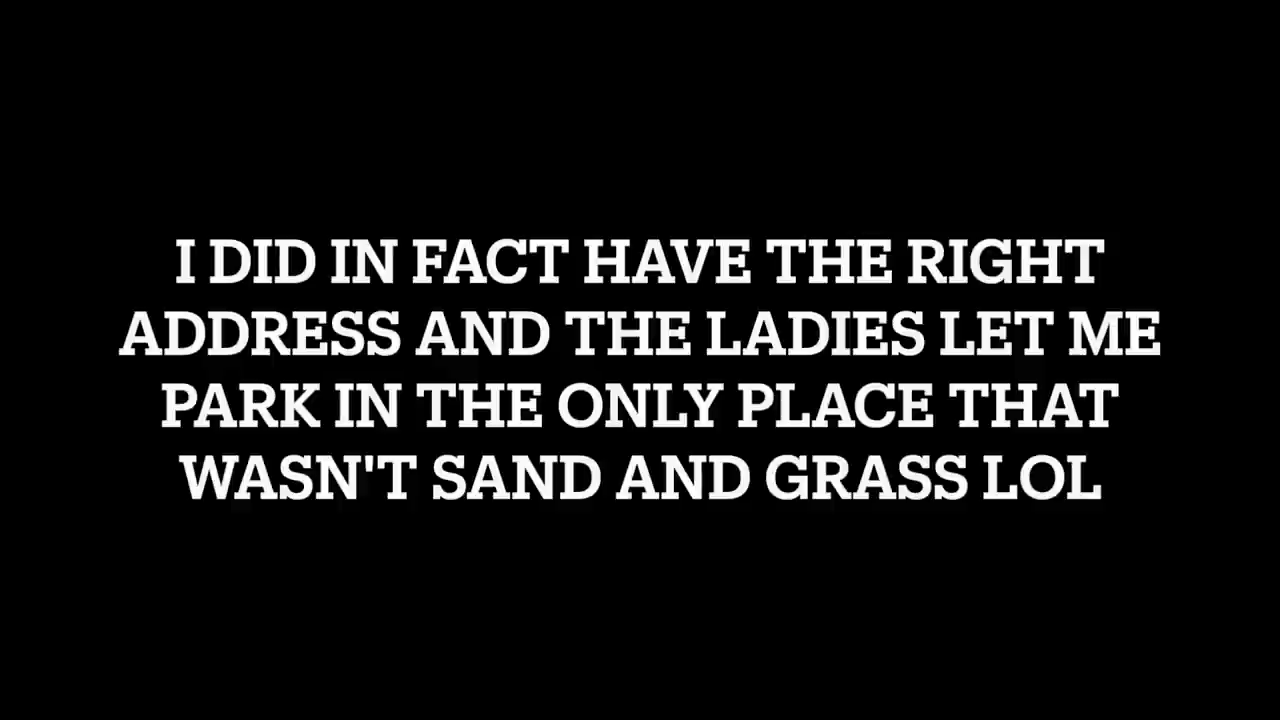 I DID IN FACT HAVE THE RIGHT
ADDRESS AND THE LADIES LET ME
PARK IN THE ONLY PLACE THAT
WASN'T SAND AND GRASS LOL